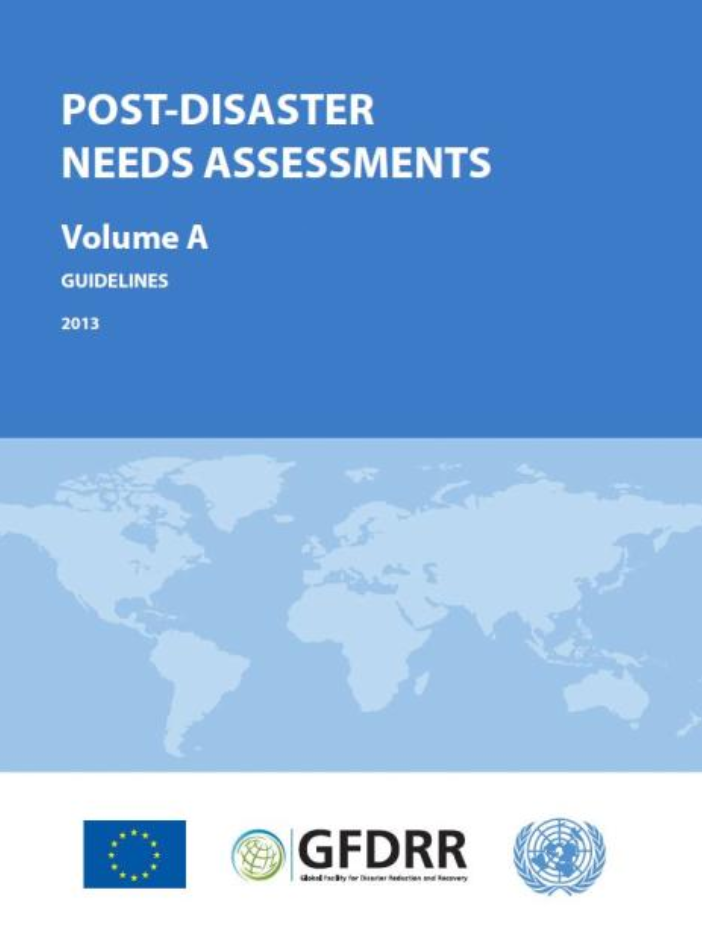 POST-DISASTER
NEEDS ASSESSMENTS
Volume A
GUIDELINES
2013
GFDRR
Global Facility for Disaster Reduction and Recovery